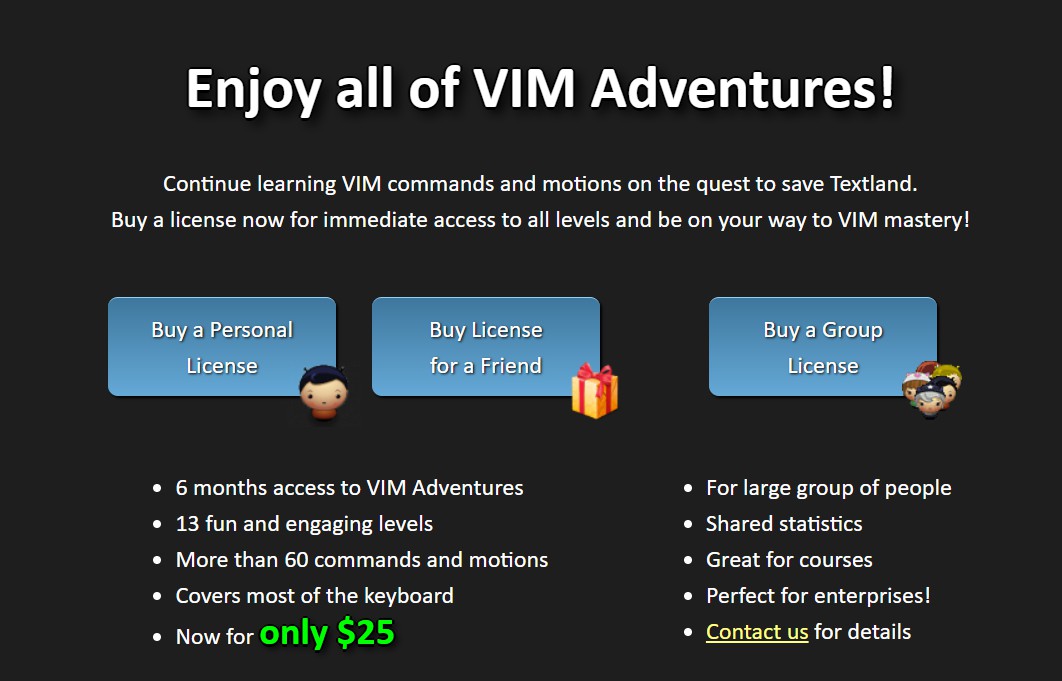 Enjoy all of VIM Adventures!
Continue learning VIM commands and motions on the quest to save Textland.
Buy a license now for immediate access to all levels and be on your way to VIM mastery!
Buy a Personal
License
Buy License
for a Friend
Buy a Group
License
• 6 months access to VIM Adventures
• 13 fun and engaging levels
• More than 60 commands and motions
• Covers most of the keyboard
• Now for only $25
• For large group of people
• Shared statistics
• Great for courses
• Perfect for enterprises!
• Contact us for details